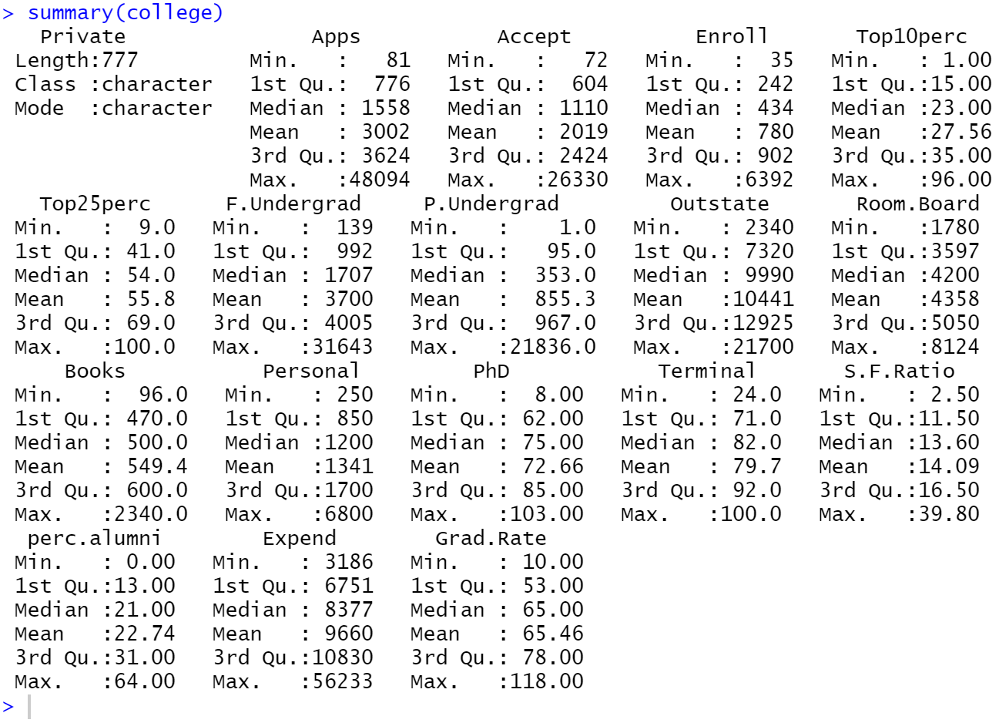 > summary(college)
   Private               Apps           Accept          Enroll       Top10perc
 Length:777         Min.   :   81   Min.   :   72   Min.   :  35   Min.   : 1.00
 Class :character   1st Qu.:  776   1st Qu.:  604   1st Qu.: 242   1st Qu.:15.00
 Mode  :character   Median : 1558   Median : 1110   Median : 434   Median :23.00
                    Mean   : 3002   Mean   : 2019   Mean   : 780   Mean   :27.56
                    3rd Qu.: 3624   3rd Qu.: 2424   3rd Qu.: 902   3rd Qu.:35.00
                    Max.   :48094   Max.   :26330   Max.   :6392   Max.   :96.00
   Top25perc      F.Undergrad     P.Undergrad         Outstate       Room.Board
 Min.   :  9.0   Min.   :  139   Min.   :    1.0   Min.   : 2340   Min.   :1780
 1st Qu.: 41.0   1st Qu.:  992   1st Qu.:   95.0   1st Qu.: 7320   1st Qu.:3597
 Median : 54.0   Median : 1707   Median :  353.0   Median : 9990   Median :4200
 Mean   : 55.8   Mean   : 3700   Mean   :  855.3   Mean   :10441   Mean   :4358
 3rd Qu.: 69.0   3rd Qu.: 4005   3rd Qu.:  967.0   3rd Qu.:12925   3rd Qu.:5050
 Max.   :100.0   Max.   :31643   Max.   :21836.0   Max.   :21700   Max.   :8124
     Books           Personal         PhD            Terminal       S.F.Ratio
 Min.   :  96.0   Min.   : 250   Min.   :  8.00   Min.   : 24.0   Min.   : 2.50
 1st Qu.: 470.0   1st Qu.: 850   1st Qu.: 62.00   1st Qu.: 71.0   1st Qu.:11.50
 Median : 500.0   Median :1200   Median : 75.00   Median : 82.0   Median :13.60
 Mean   : 549.4   Mean   :1341   Mean   : 72.66   Mean   : 79.7   Mean   :14.09
 3rd Qu.: 600.0   3rd Qu.:1700   3rd Qu.: 85.00   3rd Qu.: 92.0   3rd Qu.:16.50
 Max.   :2340.0   Max.   :6800   Max.   :103.00   Max.   :100.0   Max.   :39.80
  perc.alumni        Expend        Grad.Rate
 Min.   : 0.00   Min.   : 3186   Min.   : 10.00
 1st Qu.:13.00   1st Qu.: 6751   1st Qu.: 53.00
 Median :21.00   Median : 8377   Median : 65.00
 Mean   :22.74   Mean   : 9660   Mean   : 65.46
 3rd Qu.:31.00   3rd Qu.:10830   3rd Qu.: 78.00
 Max.   :64.00   Max.   :56233   Max.   :118.00
>